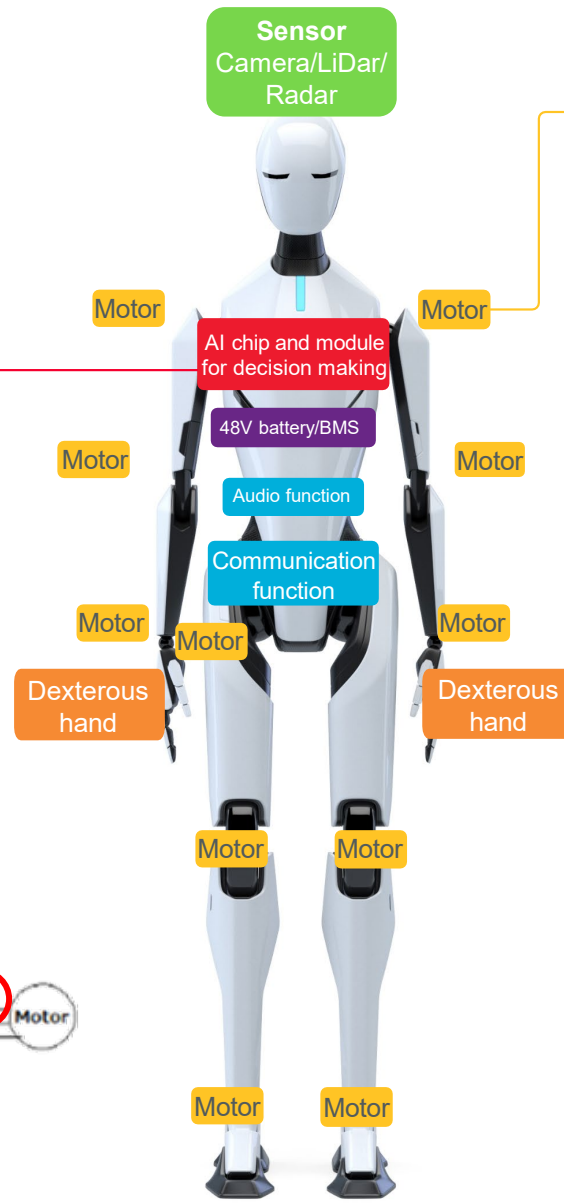 Sensor
Camera/LiDar/
Radar
Motor
Motor
AI chip and module
for decision making
48V battery/BMS
Motor
Motor
Audio function
Communication
function
Motor
Motor
Motor
Dexterous
hand
Dexterous
hand
Motor
Motor
Motor
Motor
Motor